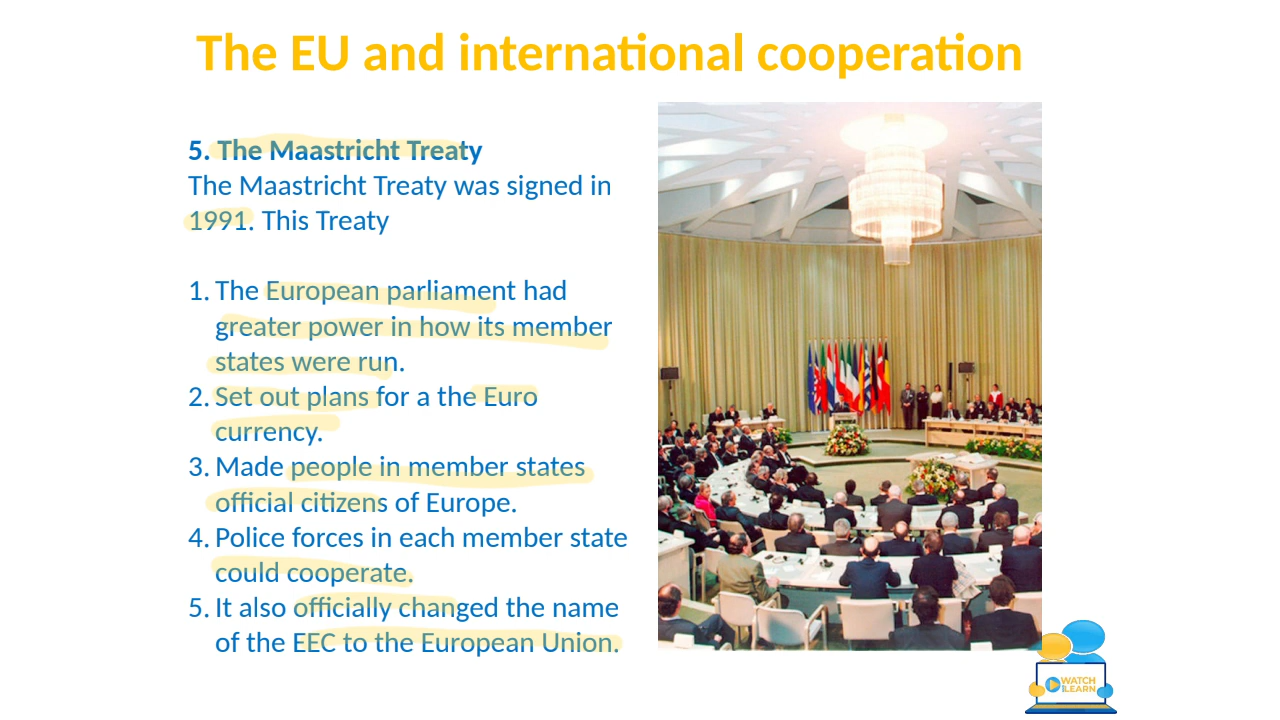 The EU and international cooperation
5. The Maastricht Treaty
The Maastricht Treaty was signed in
1991. This Treaty
1. The European parliament had
greater power in how its member
states were run.
2. Set out plans for a the Euro
currency.
3. Made people in member states
official citizens of Europe.
4. Police forces in each member state
could cooperate.
5. It also officially changed the name
of the EEC to the European Union.
WATCH
LEARN